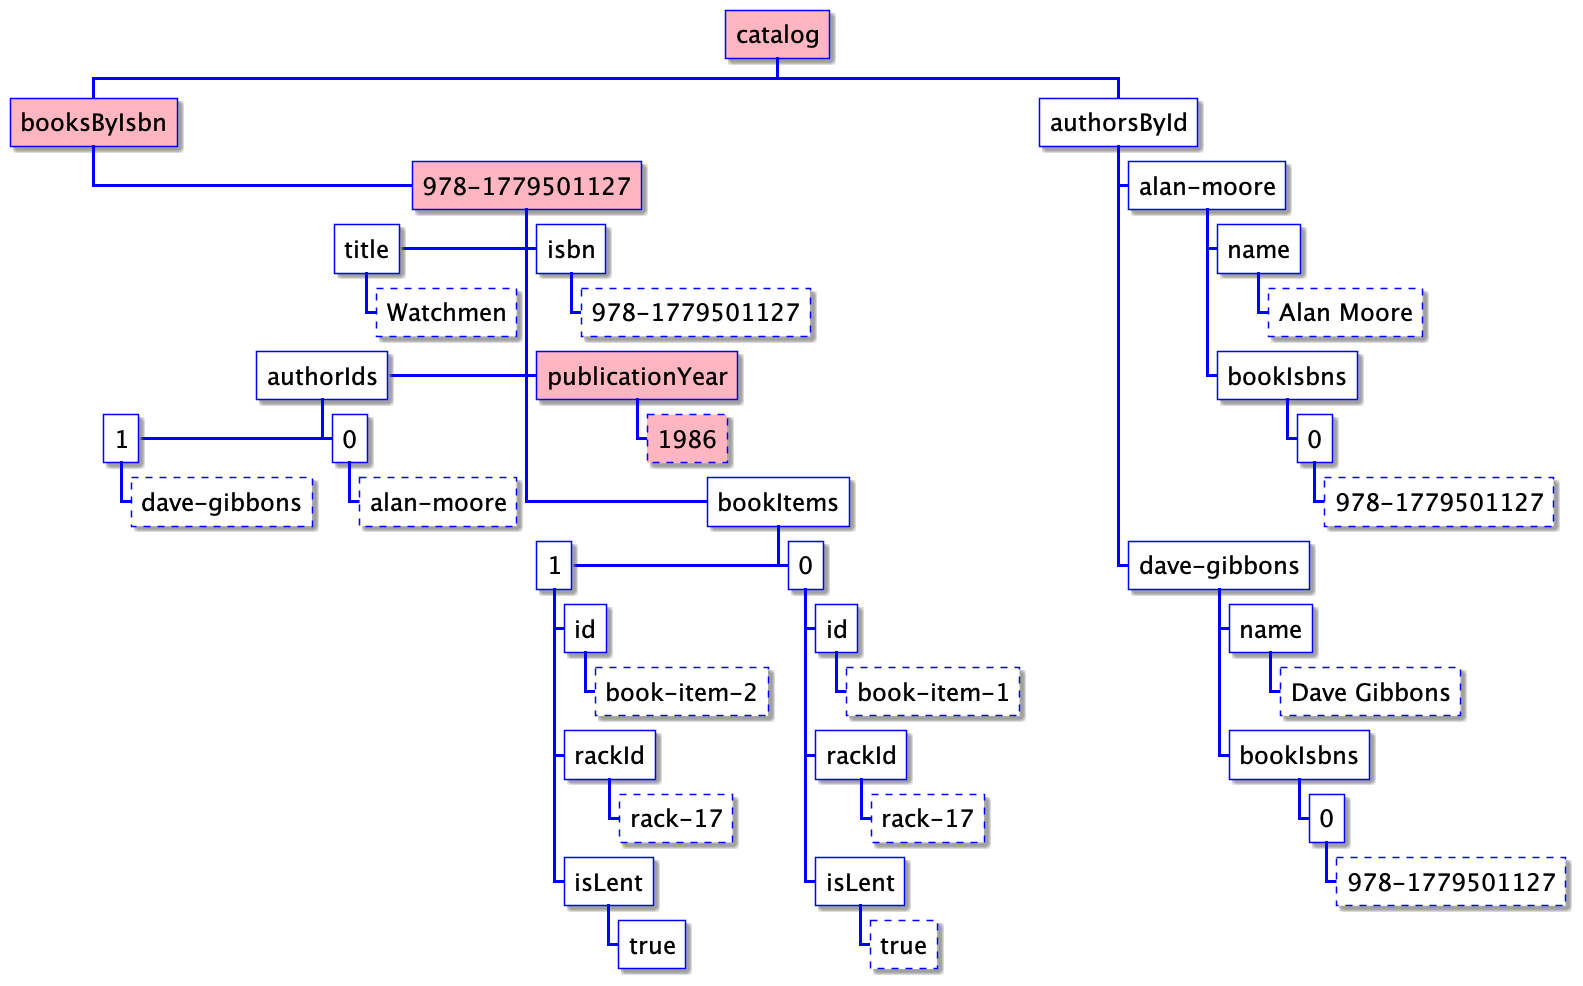 catalog
booksByIsbn
authorsById
978-1779501127
alan-moore
title
isbn
name
Watchmen
978-1779501127
Alan Moore
authorIds
publicationYear
bookIsbns
1
0
1986
0
dave-gibbons
alan-moore
bookItems
978-1779501127
1
0
dave-gibbons
id
id
name
book-item-2
book-item-1
Dave Gibbons
rackId
rackId
bookIsbns
rack-17
rack-17
0
isLent
isLent
978-1779501127
true
true